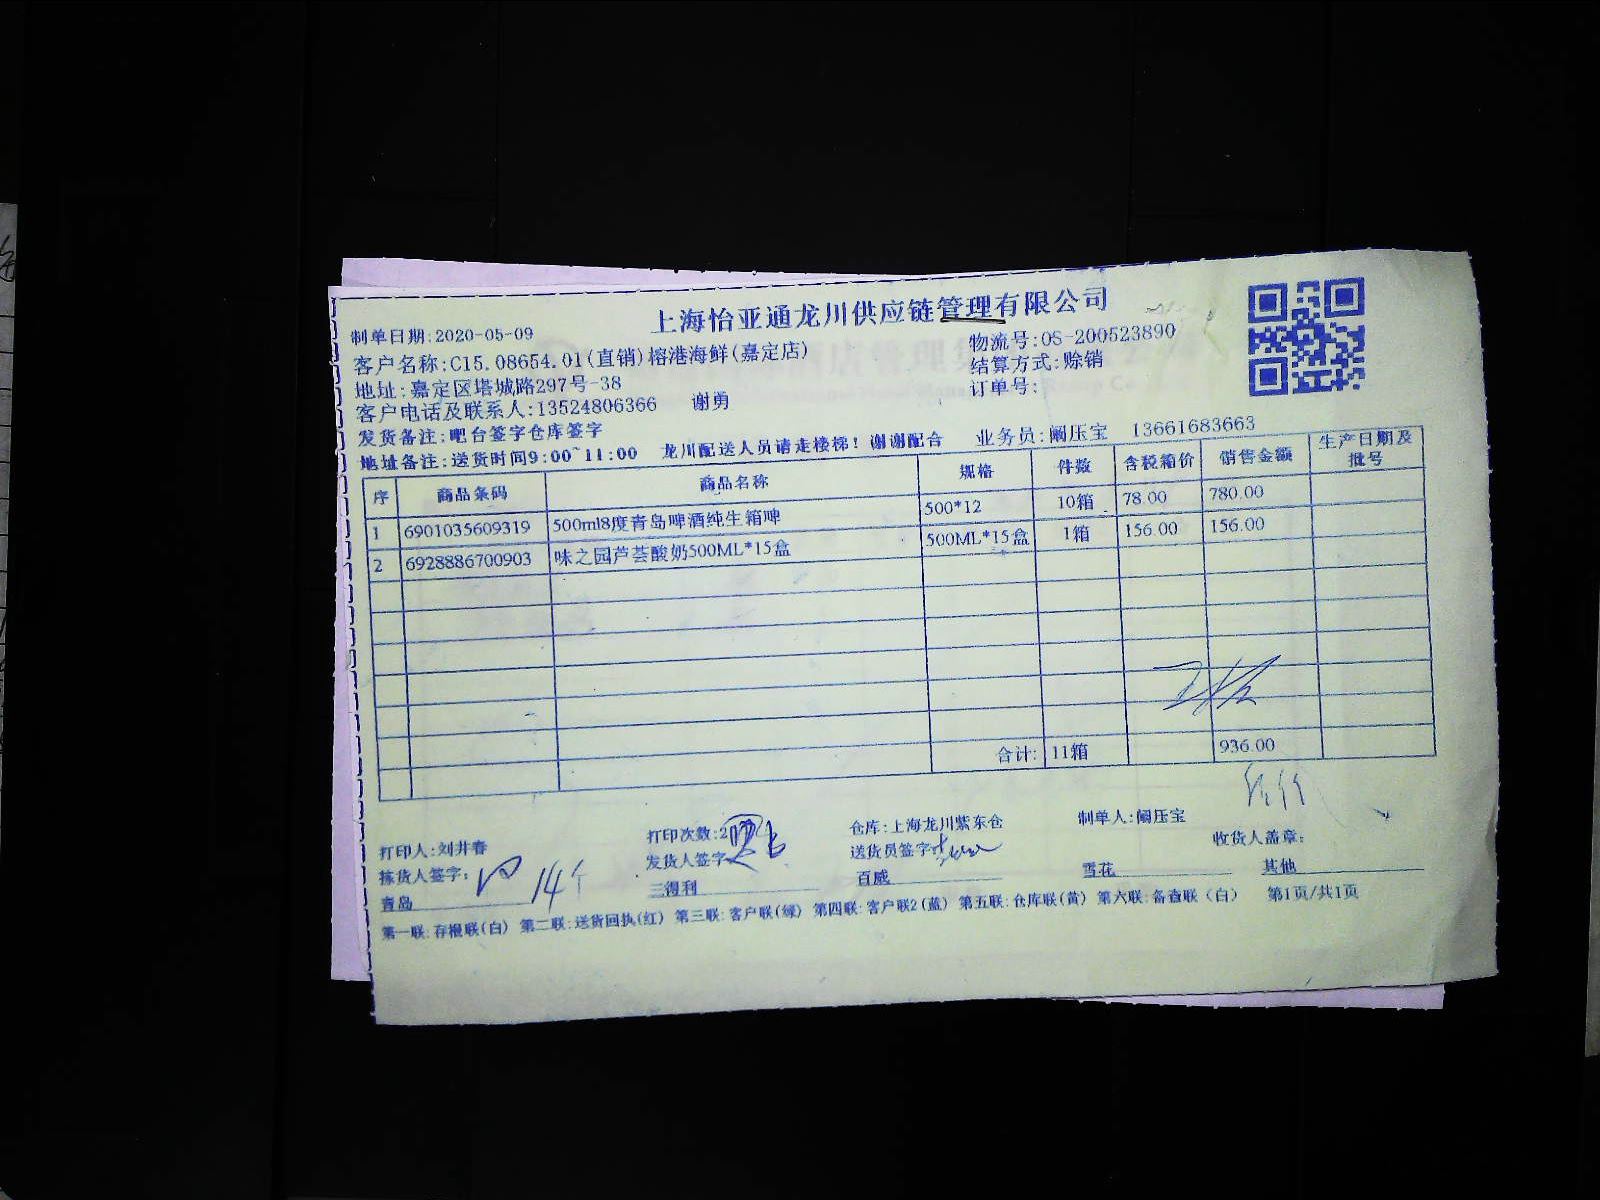 上海怡亚通龙川供应链管理有限公司
制单日期:2020-05-09
物流号:OS-200523890
客户名称:C15.08654.01(直销)榕港海鲜(嘉定店)
结算方式:赊销
地址:嘉定区塔城路297号-38
订单号:
客户电话及联系人:13524806366 谢勇
发货备注:吧台签字仓库签字
业务员:阚压宝 13661683663
地址备注:送货时间9:00~11:00 龙川配送人员请走楼梯!谢谢配合
序 商品条码 商品名称 规格 件数 含税箱价 销售金额 生产日期及批号
1 6901035609319 500ml8度青岛啤酒纯生箱啤 500*12 10箱 78.00 780.00
2 6928886700903 味之园芦荟酸奶500ML*15盒 500ML*15盒 1箱 156.00 156.00
合计: 11箱 936.00
打印人:刘井春 打印次数:2 仓库:上海龙川紫东仓 制单人:阚压宝
拣货人签字: 发货人签字 送货员签字 收货人盖章:
青岛 14个 三得利 百威 雪花 其他
第一联:存根联(白) 第二联:送货回执(红) 第三联:客户联(绿) 第四联:客户联2(蓝) 第五联:仓库联(黄) 第六联:备查联(白) 第1页/共1页